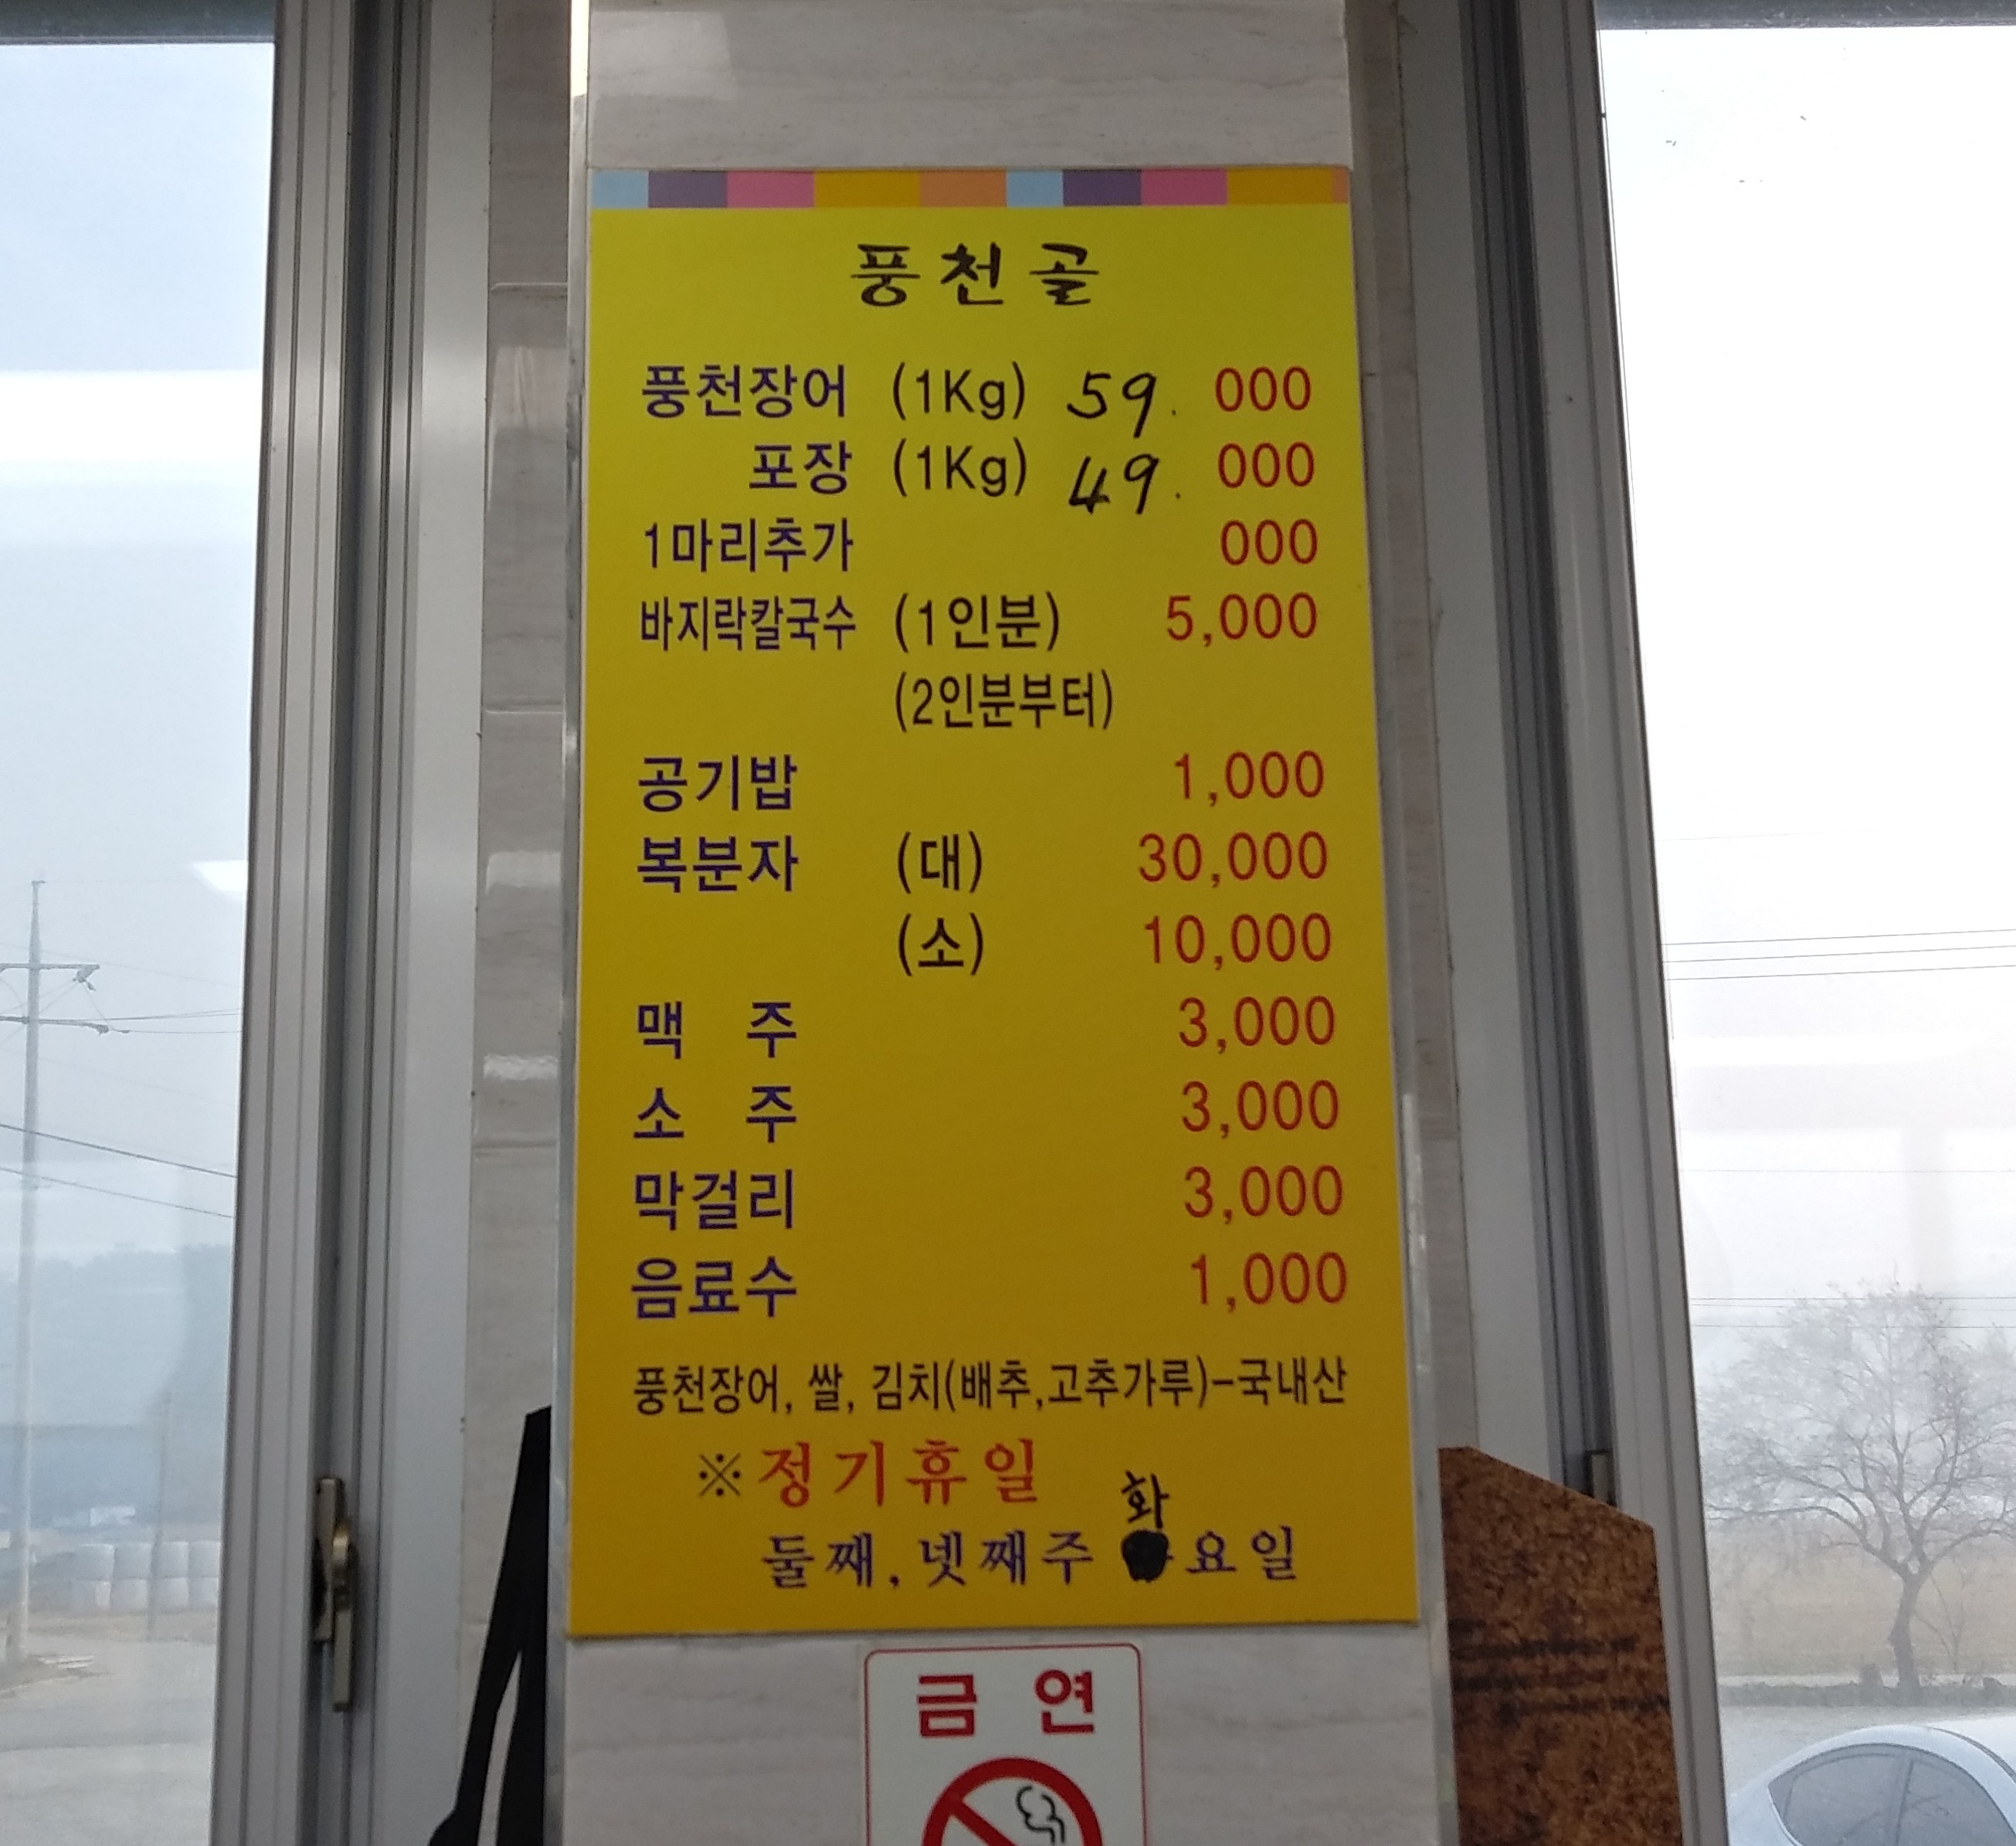 풍천골
풍천장어 (1Kg) 59. 000
포장 (1Kg) 49. 000
1마리추가 000
바지락칼국수 (1인분) 5,000
(2인분부터)
공기밥 1,000
복분자 (대) 30,000
(소) 10,000
맥 주 3,000
소 주 3,000
막걸리 3,000
음료수 1,000
풍천장어, 쌀, 김치(배추,고추가루)-국내산
※정기휴일
둘째, 넷째주 화요일
금 연